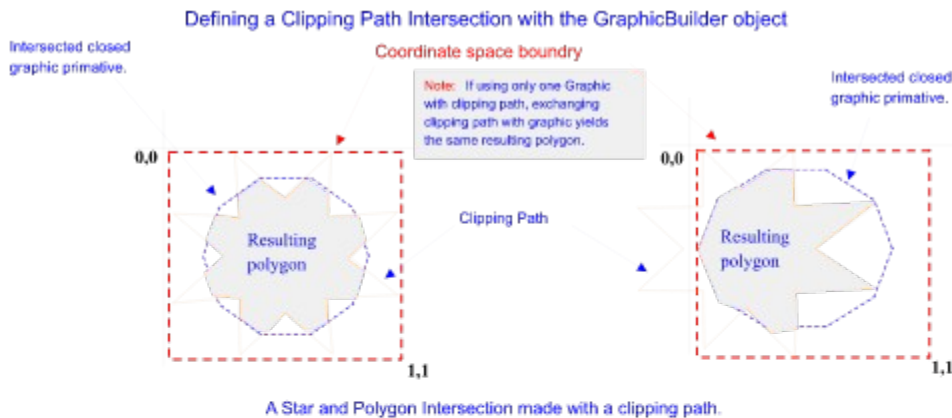 Defining a Clipping Path Intersection with the GraphicBuilder object
Intersected closed
graphic primative.
Coordinate space boundry
Note: If using only one Graphic
with clipping path, exchanging
clipping path with graphic yields
the same resulting polygon.
Intersected closed
graphic primative.
0,0
0,0
Clipping Path
Resulting
polygon
Resulting
polygon
1,1
1,1
A Star and Polygon Intersection made with a clipping path.